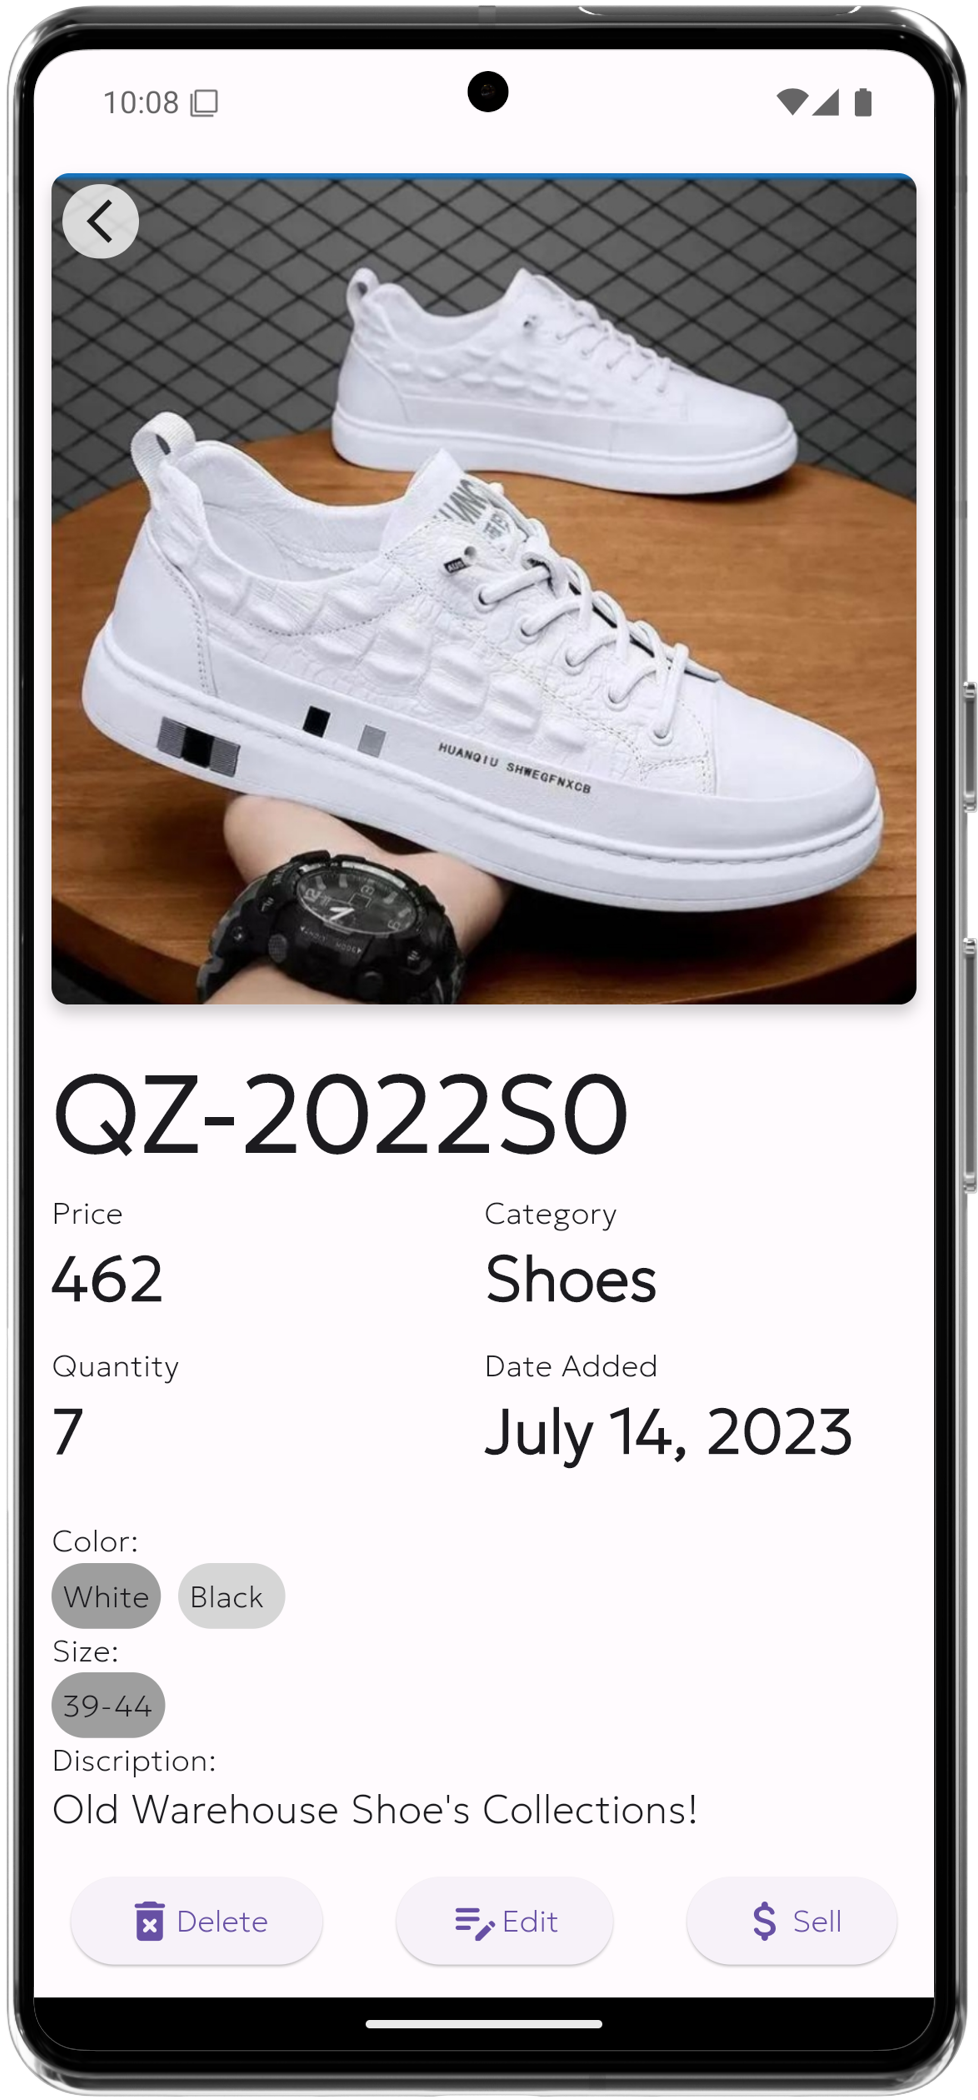 10:08
HUANQIU SHWEGFNXCB
QZ-2022S0
Price
Category
462
Shoes
Quantity
Date Added
7
July 14, 2023
Color:
White Black
Size:
39-44
Discription:
Old Warehouse Shoe's Collections!
Delete Edit Sell